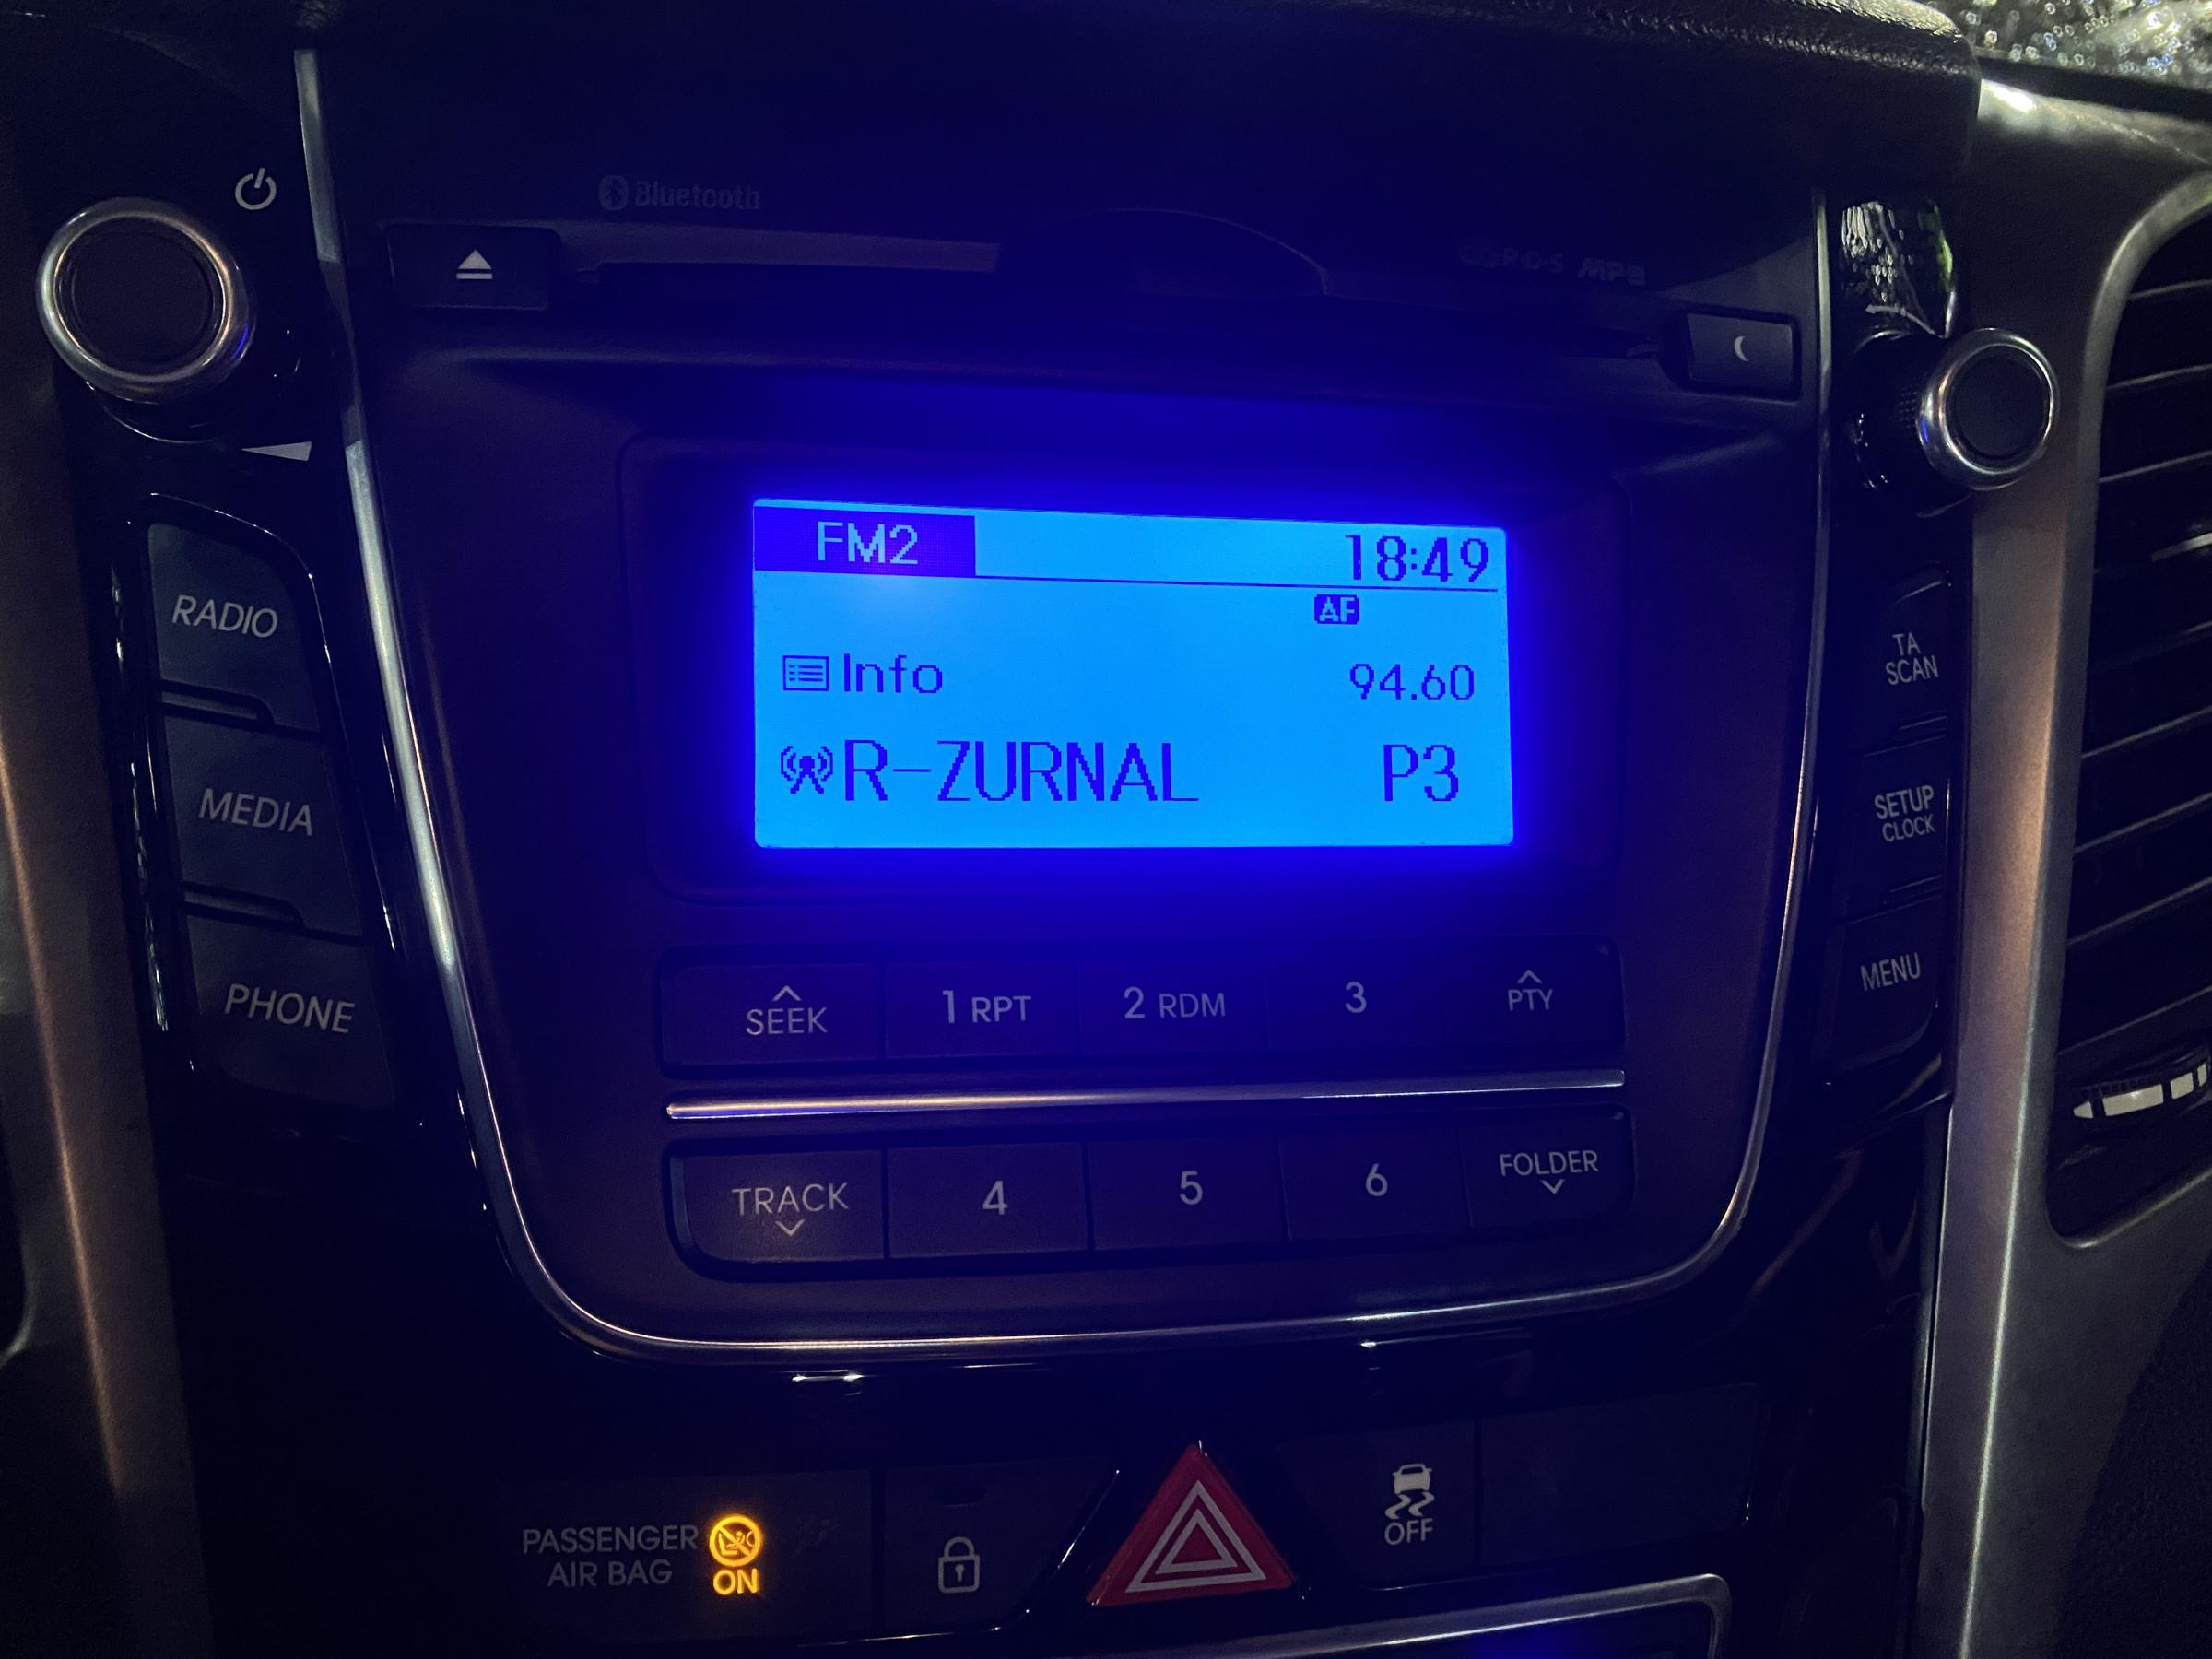 Bluetooth
R·D·S MP3
FM2 18:49
AF
Info 94.60
R-ZURNAL P3
RADIO
MEDIA
PHONE
TA
SCAN
SETUP
CLOCK
MENU
SEEK 1 RPT 2 RDM 3 PTY
TRACK 4 5 6 FOLDER
PASSENGER
AIR BAG ON
OFF